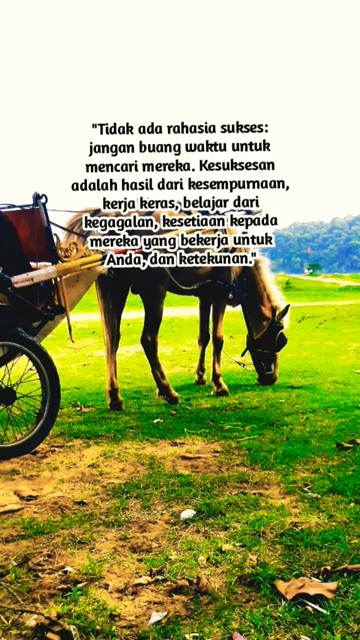 "Tidak ada rahasia sukses:
jangan buang waktu untuk
mencari mereka. Kesuksesan
adalah hasil dari kesempurnaan,
kerja keras, belajar dari
kegagalan, kesetiaan kepada
mereka yang bekerja untuk
Anda, dan ketekunan."